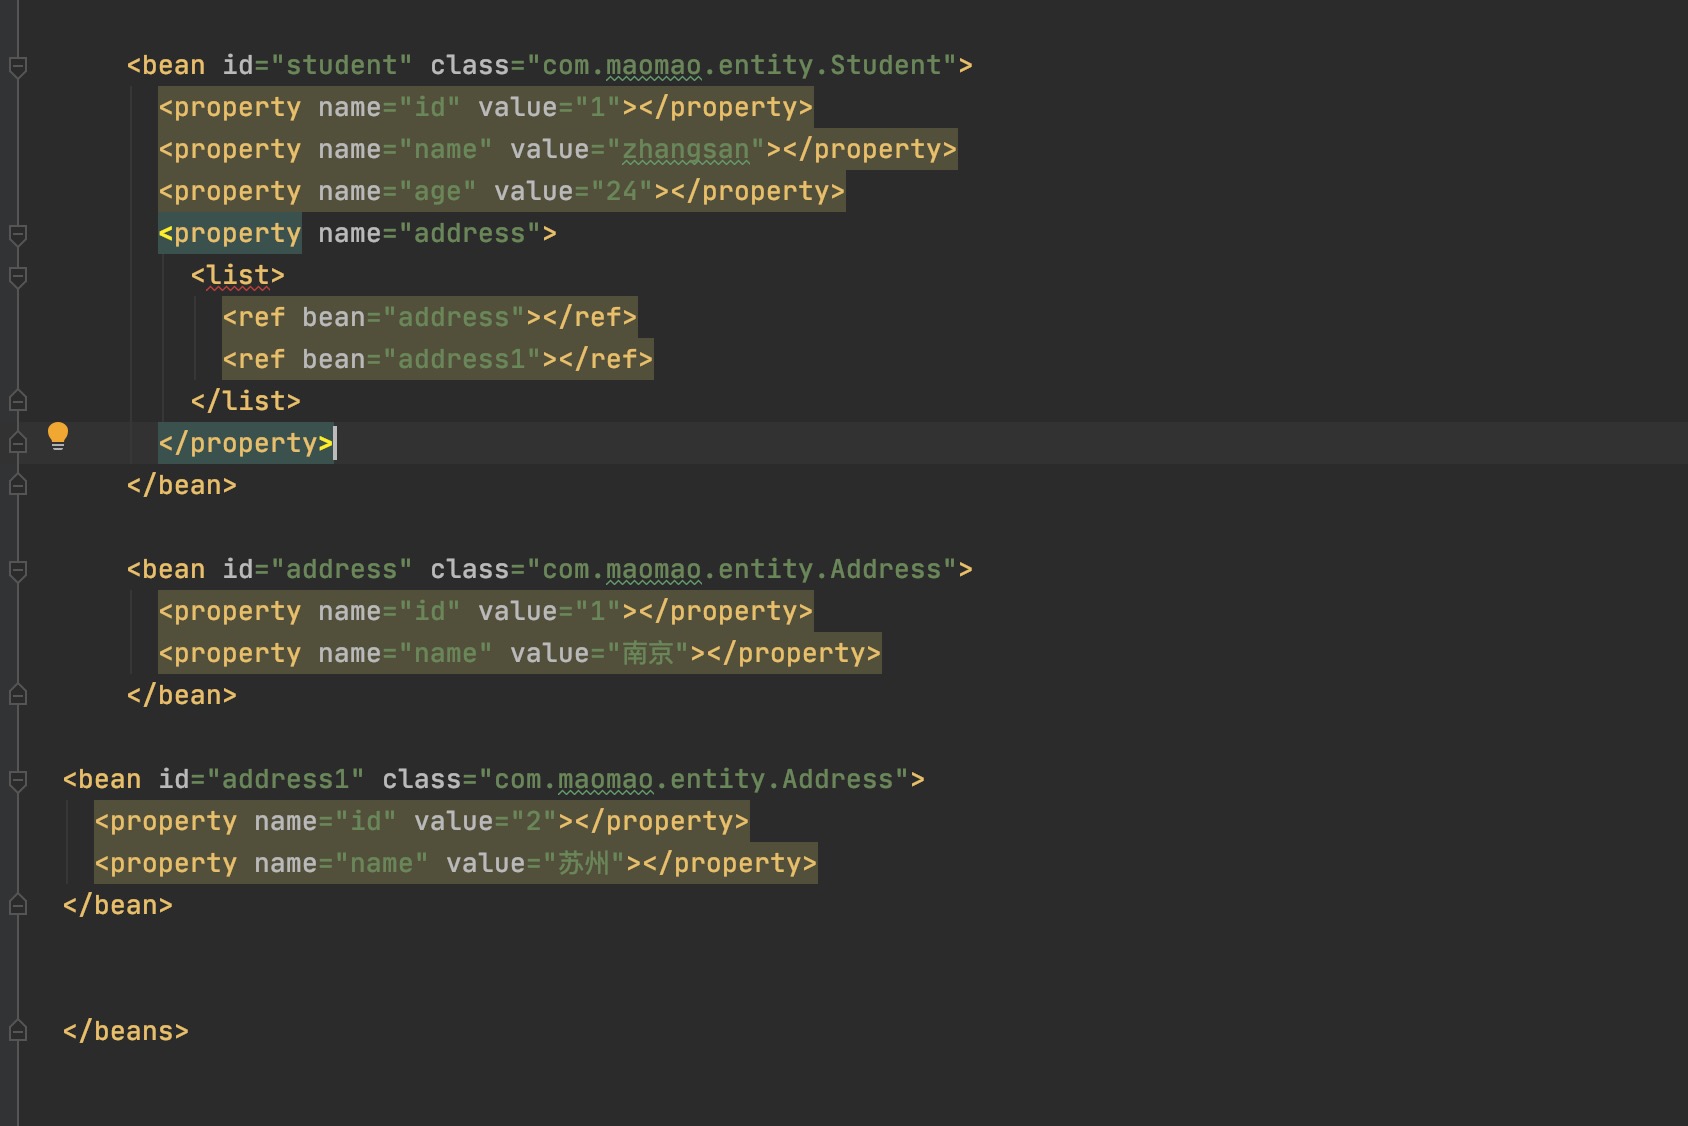 <bean id="student" class="com.maomao.entity.Student">
<property name="id" value="1"></property>
<property name="name" value="zhangsan"></property>
<property name="age" value="24"></property>
<property name="address">
<list>
<ref bean="address"></ref>
<ref bean="address1"></ref>
</list>
</property>
</bean>
<bean id="address" class="com.maomao.entity.Address">
<property name="id" value="1"></property>
<property name="name" value="南京"></property>
</bean>
<bean id="address1" class="com.maomao.entity.Address">
<property name="id" value="2"></property>
<property name="name" value="苏州"></property>
</bean>
</beans>